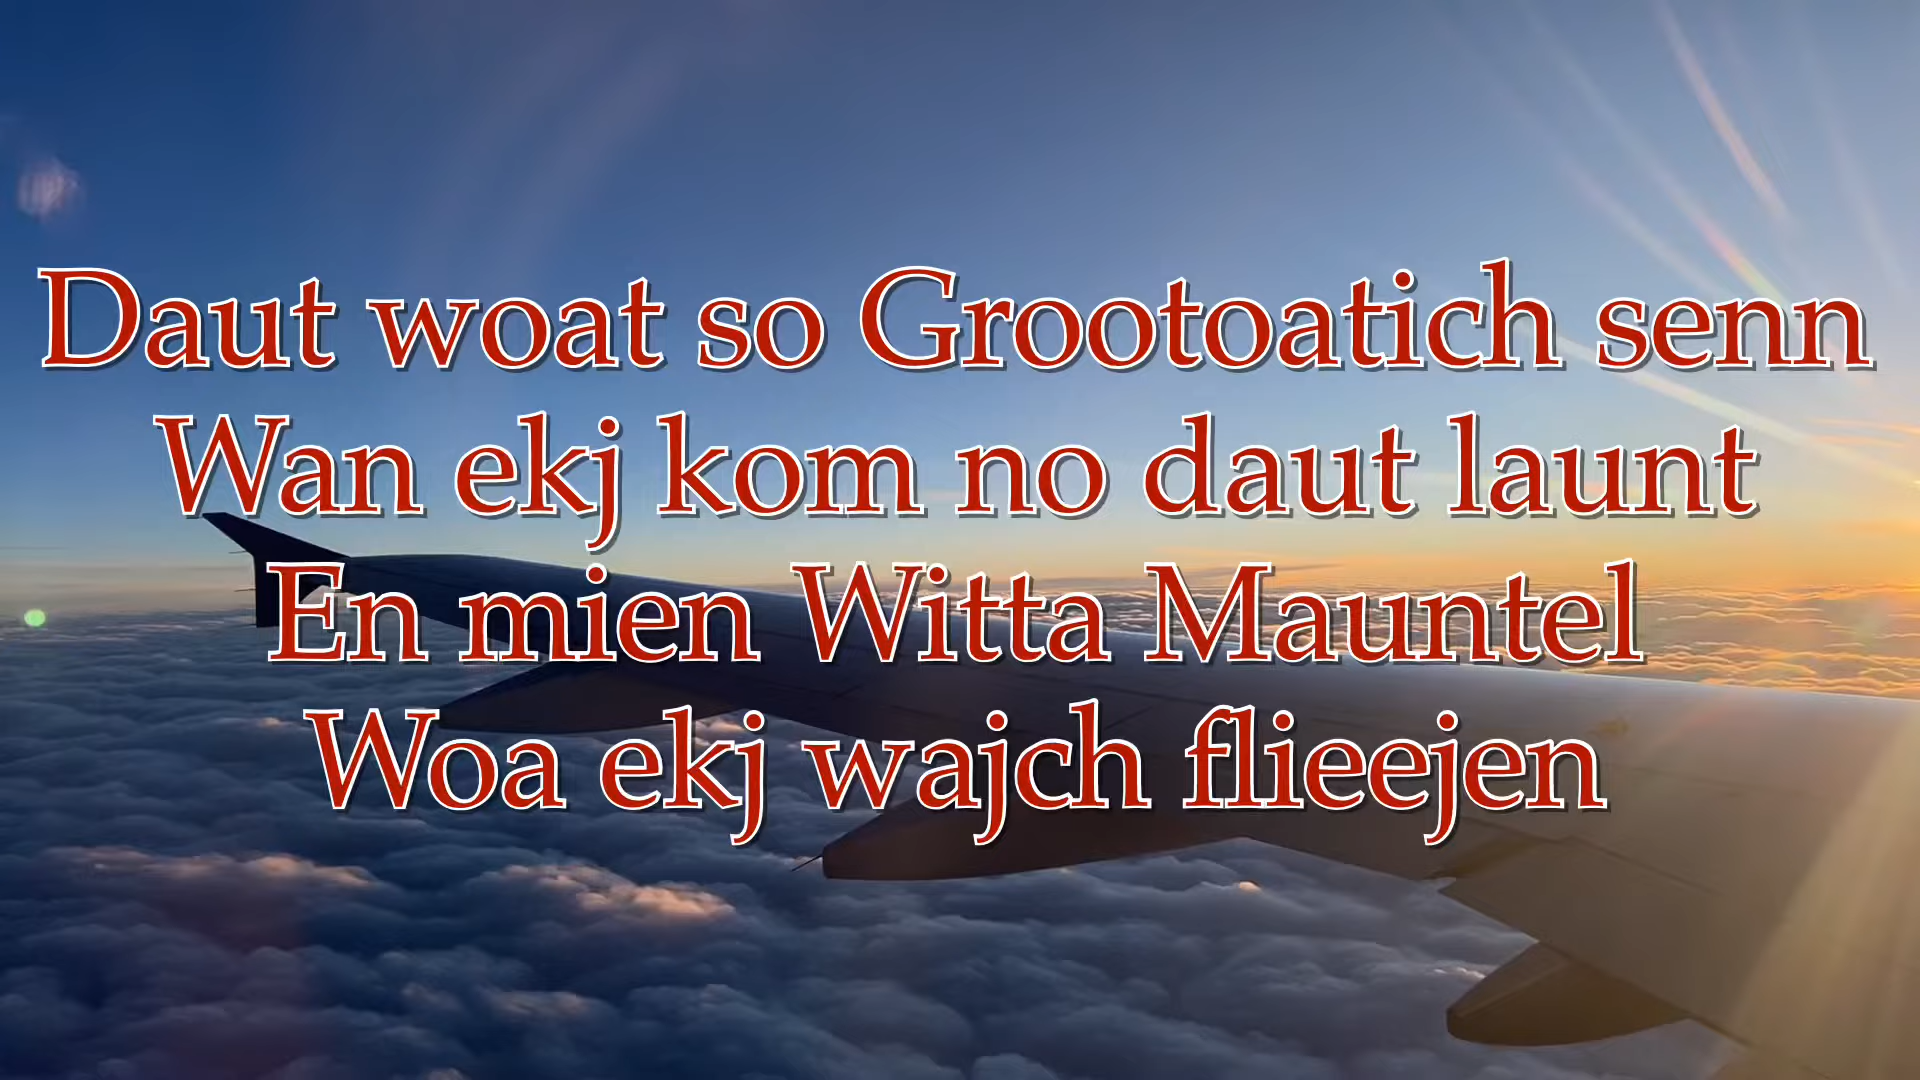 Daut woat so Grootoatich senn
Wan ekj kom no daut launt
En mien Witta Mauntel
Woa ekj wajch flieejen